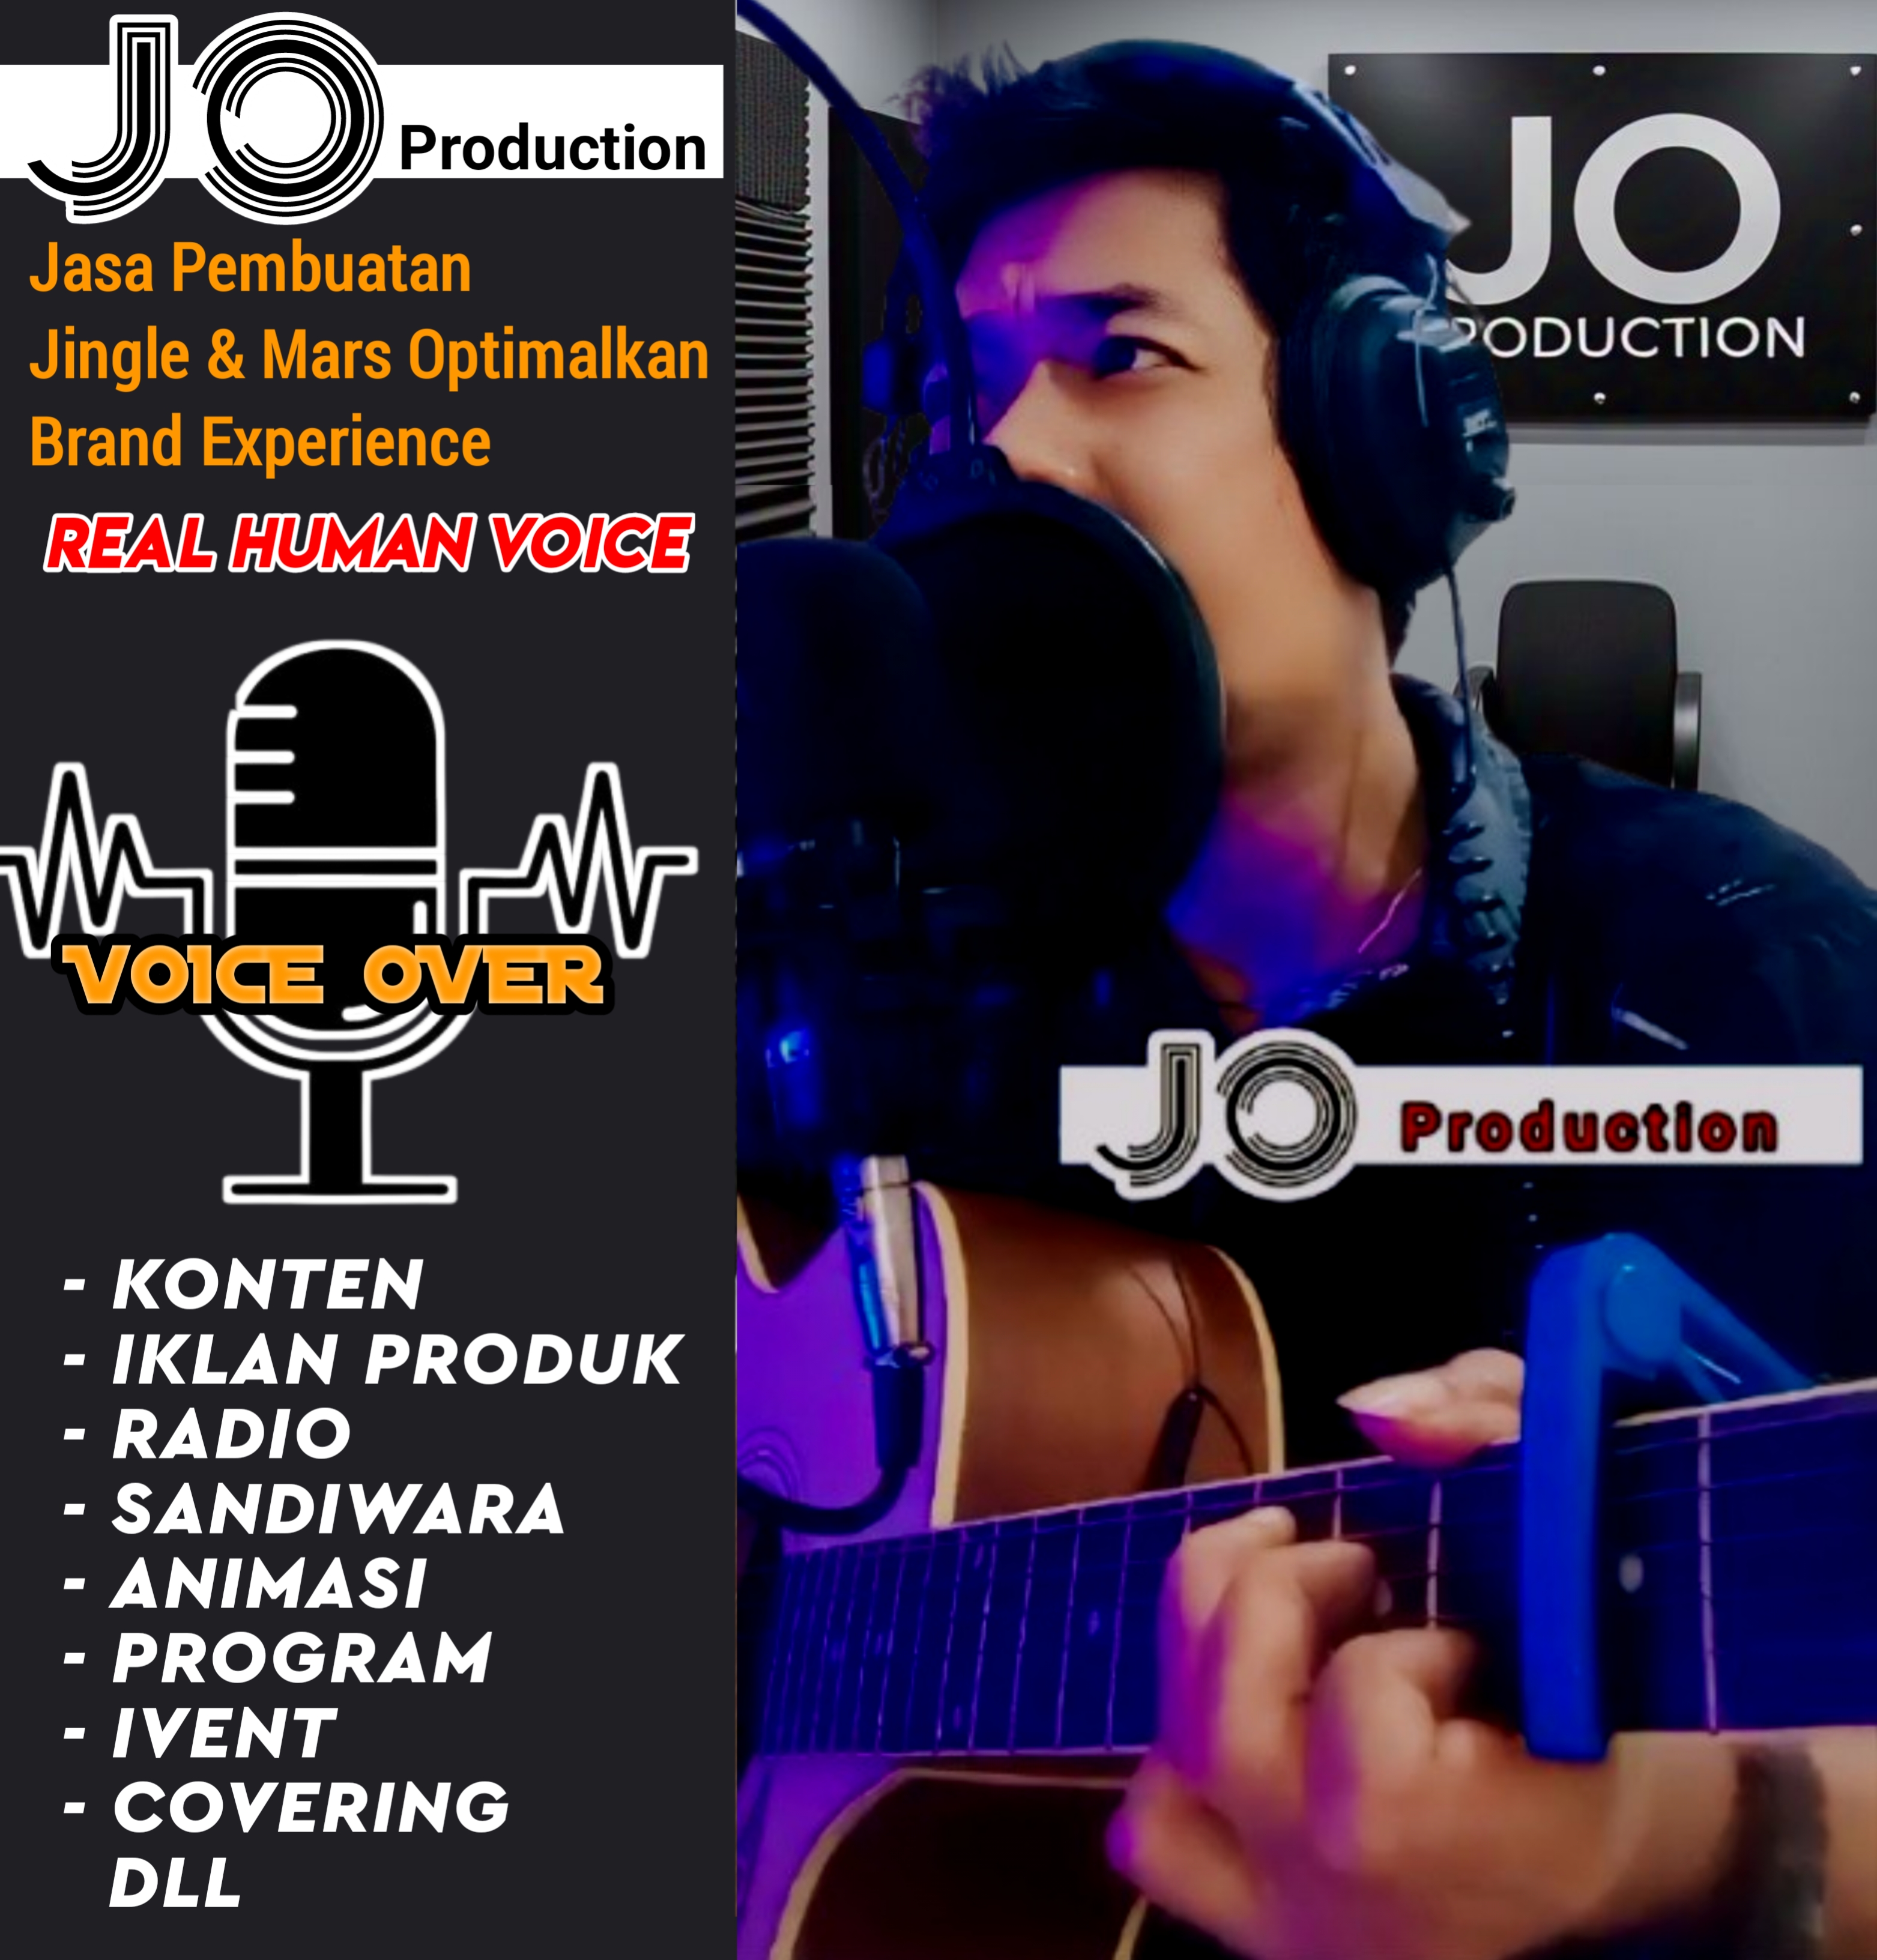 JO Production
Jasa Pembuatan
Jingle & Mars Optimalkan
Brand Experience
REAL HUMAN VOICE
VOICE OVER
- KONTEN
- IKLAN PRODUK
- RADIO
- SANDIWARA
- ANIMASI
- PROGRAM
- IVENT
- COVERING
DLL
JO
PRODUCTION
JO Production